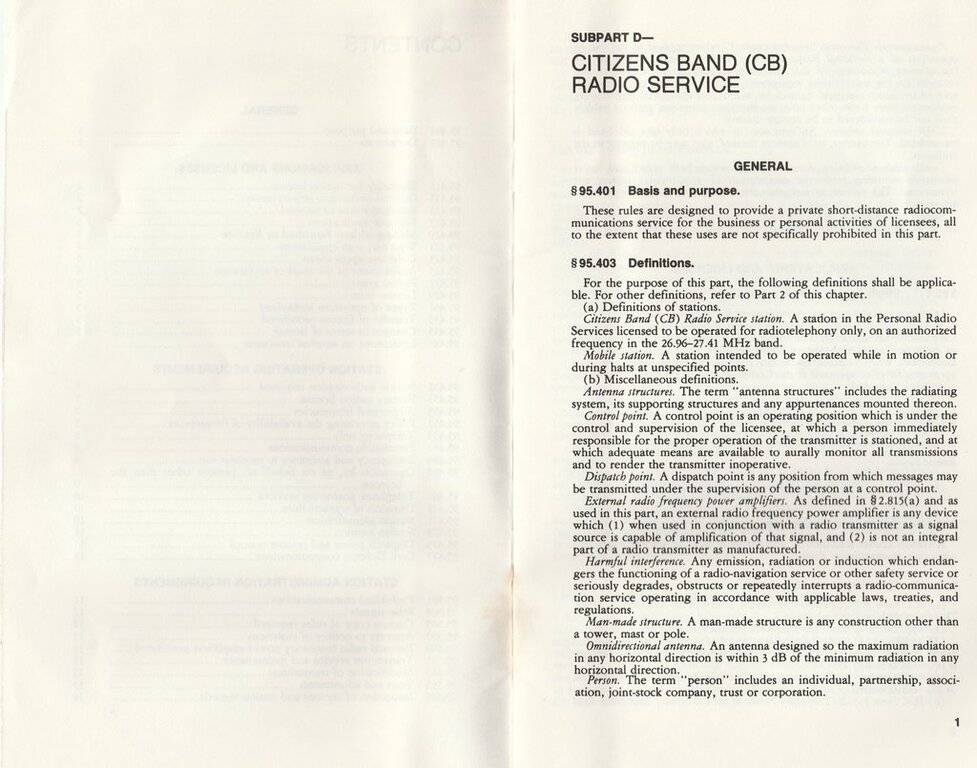 SUBPART D—
CITIZENS BAND (CB)
RADIO SERVICE
GENERAL
§ 95.401 Basis and purpose.
These rules are designed to provide a private short-distance radiocom-
munications service for the business or personal activities of licensees, all
to the extent that these uses are not specifically prohibited in this part.
§ 95.403 Definitions.
For the purpose of this part, the following definitions shall be applica-
ble. For other definitions, refer to Part 2 of this chapter.
(a) Definitions of stations.
Citizens Band (CB) Radio Service station. A station in the Personal Radio
Services licensed to be operated for radiotelephony only, on an authorized
frequency in the 26.96–27.41 MHz band.
Mobile station. A station intended to be operated while in motion or
during halts at unspecified points.
(b) Miscellaneous definitions.
Antenna structures. The term "antenna structures" includes the radiating
system, its supporting structures and any appurtenances mounted thereon.
Control point. A control point is an operating position which is under the
control and supervision of the licensee, at which a person immediately
responsible for the proper operation of the transmitter is stationed, and at
which adequate means are available to aurally monitor all transmissions
and to render the transmitter inoperative.
Dispatch point. A dispatch point is any position from which messages may
be transmitted under the supervision of the person at a control point.
External radio frequency power amplifiers. As defined in § 2.815(a) and as
used in this part, an external radio frequency power amplifier is any device
which (1) when used in conjunction with a radio transmitter as a signal
source is capable of amplification of that signal, and (2) is not an integral
part of a radio transmitter as manufactured.
Harmful interference. Any emission, radiation or induction which endan-
gers the functioning of a radio-navigation service or other safety service or
seriously degrades, obstructs or repeatedly interrupts a radio-communica-
tion service operating in accordance with applicable laws, treaties, and
regulations.
Man-made structure. A man-made structure is any construction other than
a tower, mast or pole.
Omnidirectional antenna. An antenna designed so the maximum radiation
in any horizontal direction is within 3 dB of the minimum radiation in any
horizontal direction.
Person. The term "person" includes an individual, partnership, associ-
ation, joint-stock company, trust or corporation.
1